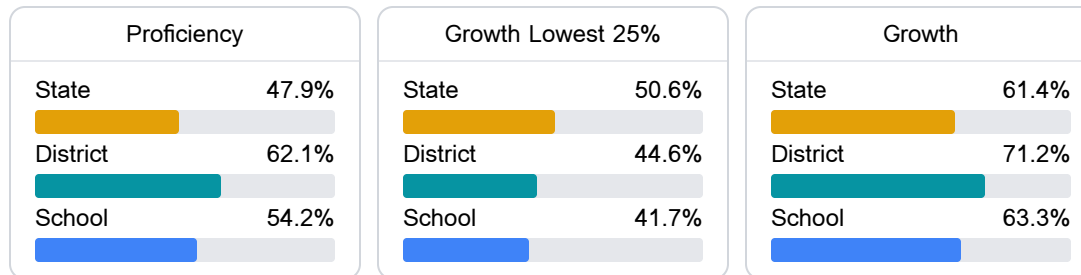 Proficiency
State 47.9%
District 62.1%
School 54.2%
Growth Lowest 25%
State 50.6%
District 44.6%
School 41.7%
Growth
State 61.4%
District 71.2%
School 63.3%